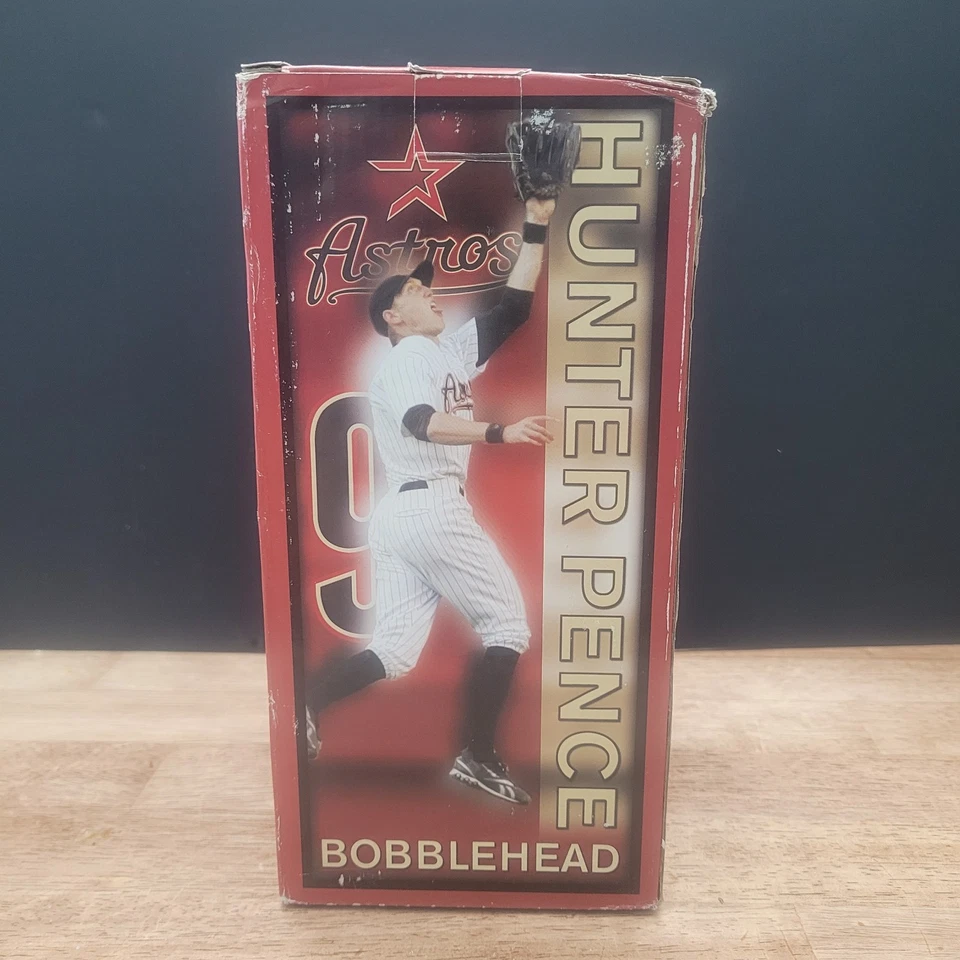 Astros
9
HUNTER PENCE
BOBBLEHEAD